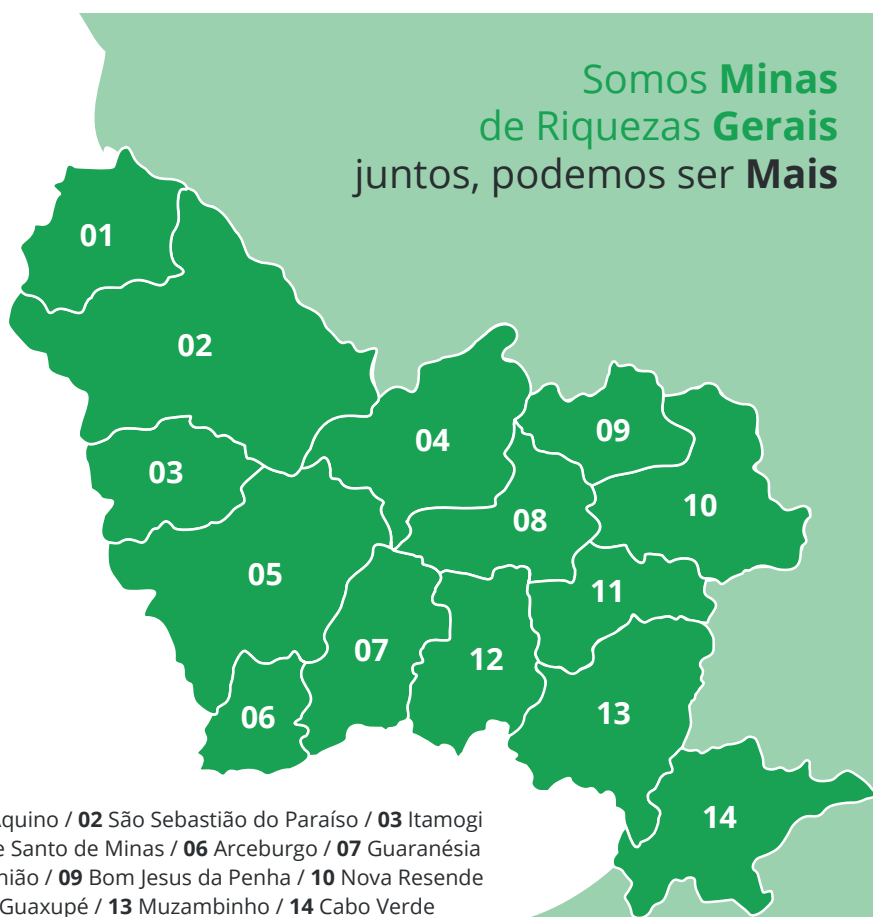 Somos Minas
de Riquezas Gerais
juntos, podemos ser Mais
01
02
03
04
05
06
07
08
09
10
11
12
13
14
Aquino / 02 São Sebastião do Paraíso / 03 Itamogi
e Santo de Minas / 06 Arceburgo / 07 Guaranésia
/ 09 Bom Jesus da Penha / 10 Nova Resende
Guaxupé / 13 Muzambinho / 14 Cabo Verde